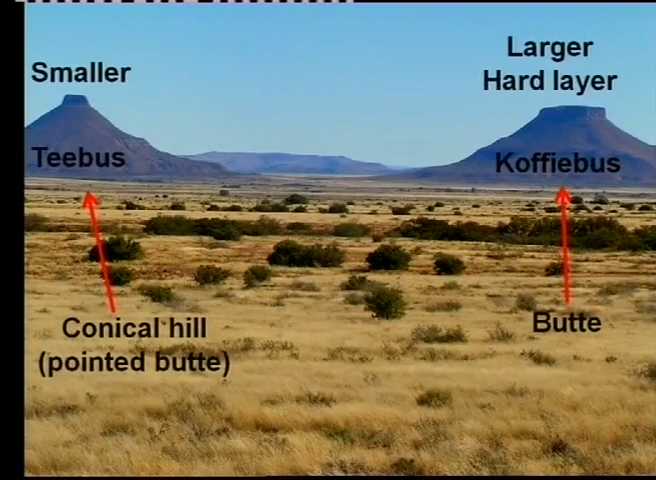 Smaller
Teebus
Larger
Hard layer
Koffiebus
Conical hill
(pointed butte)
Butte